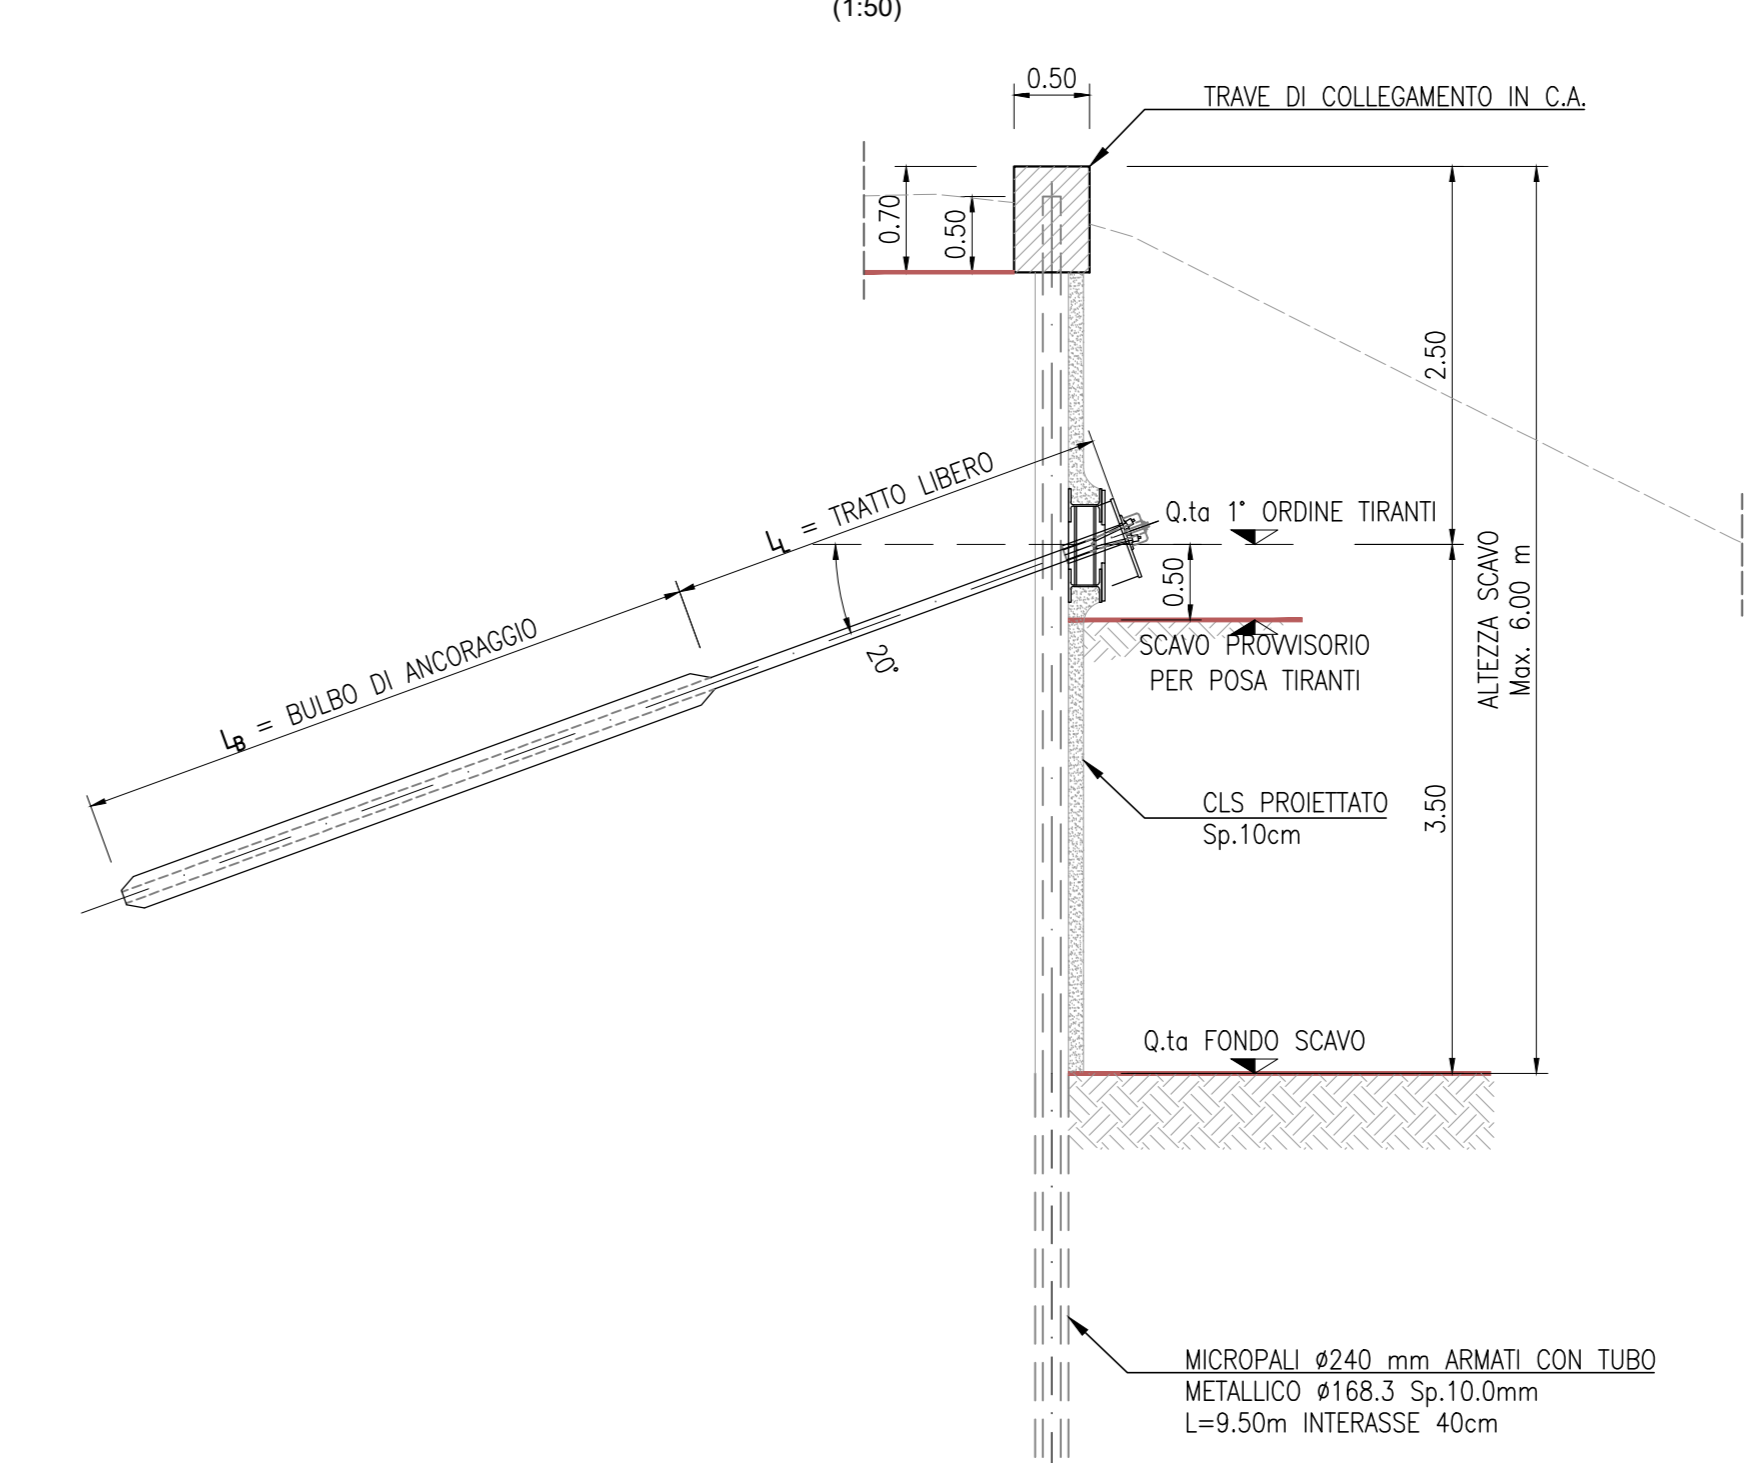 (1:50)
0.50
TRAVE DI COLLEGAMENTO IN C.A.
0.70
0.50
2.50
LL = TRATTO LIBERO
Q.ta 1° ORDINE TIRANTI
ALTEZZA SCAVO
Max. 6.00 m
0.50
LB = BULBO DI ANCORAGGIO
20°
SCAVO PROVVISORIO
PER POSA TIRANTI
CLS PROIETTATO
Sp.10cm
3.50
Q.ta FONDO SCAVO
MICROPALI ø240 mm ARMATI CON TUBO
METALLICO ø168.3 Sp.10.0mm
L=9.50m INTERASSE 40cm